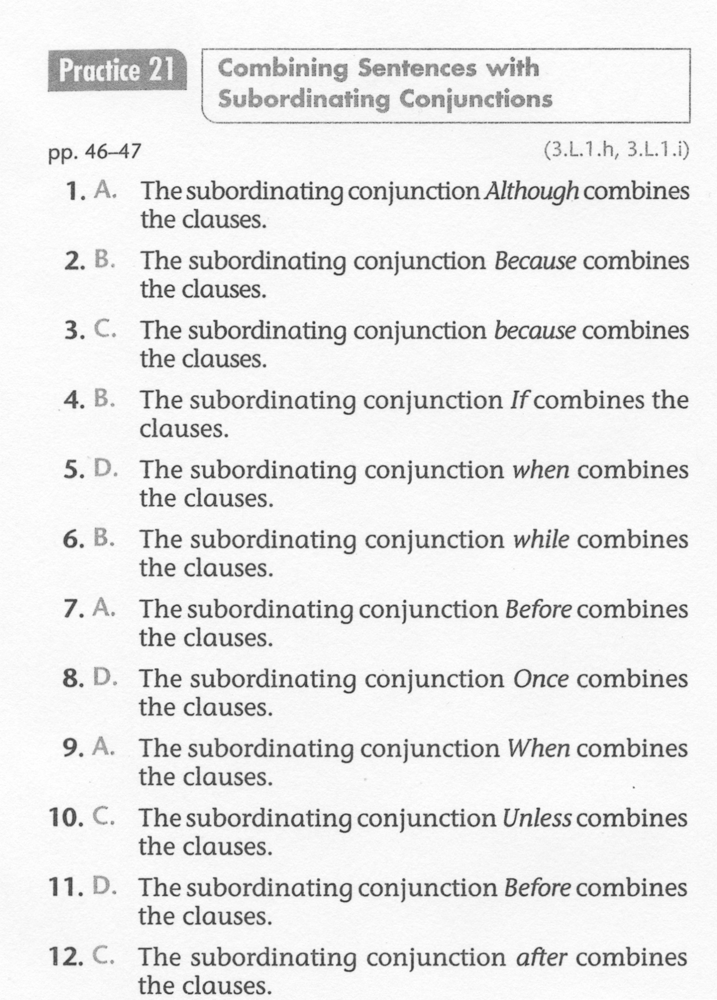 Practice 21
Combining Sentences with
Subordinating Conjunctions
pp. 46–47 (3.L.1.h, 3.L.1.i)
1. A. The subordinating conjunction Although combines
the clauses.
2. B. The subordinating conjunction Because combines
the clauses.
3. C. The subordinating conjunction because combines
the clauses.
4. B. The subordinating conjunction If combines the
clauses.
5. D. The subordinating conjunction when combines
the clauses.
6. B. The subordinating conjunction while combines
the clauses.
7. A. The subordinating conjunction Before combines
the clauses.
8. D. The subordinating conjunction Once combines
the clauses.
9. A. The subordinating conjunction When combines
the clauses.
10. C. The subordinating conjunction Unless combines
the clauses.
11. D. The subordinating conjunction Before combines
the clauses.
12. C. The subordinating conjunction after combines
the clauses.